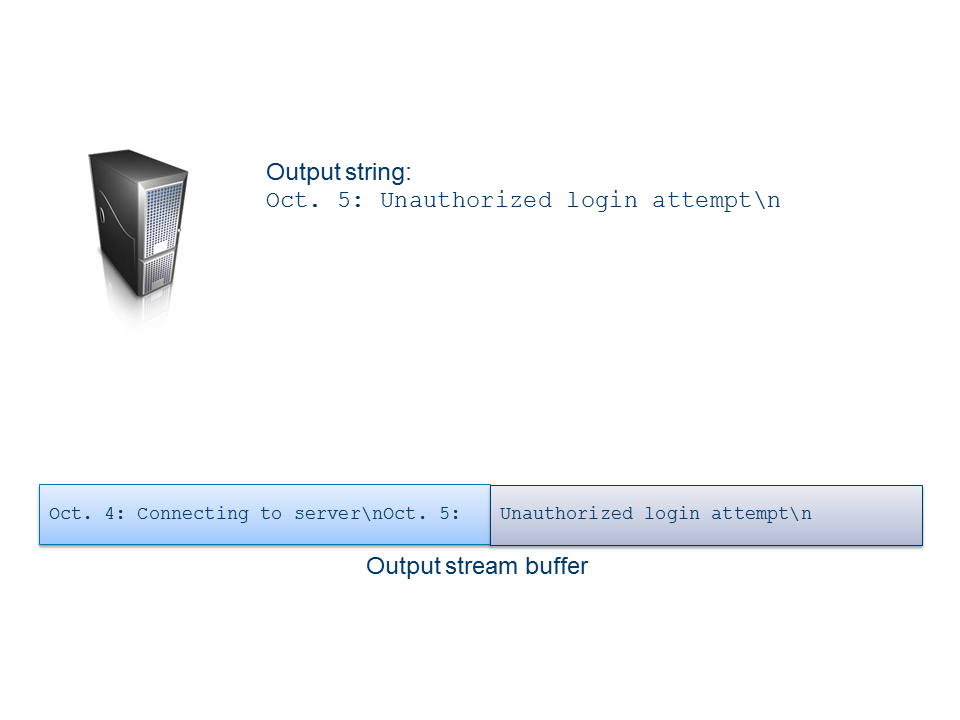 Output string:
Oct. 5: Unauthorized login attempt\n
Oct. 4: Connecting to server\nOct. 5: Unauthorized login attempt\n
Output stream buffer